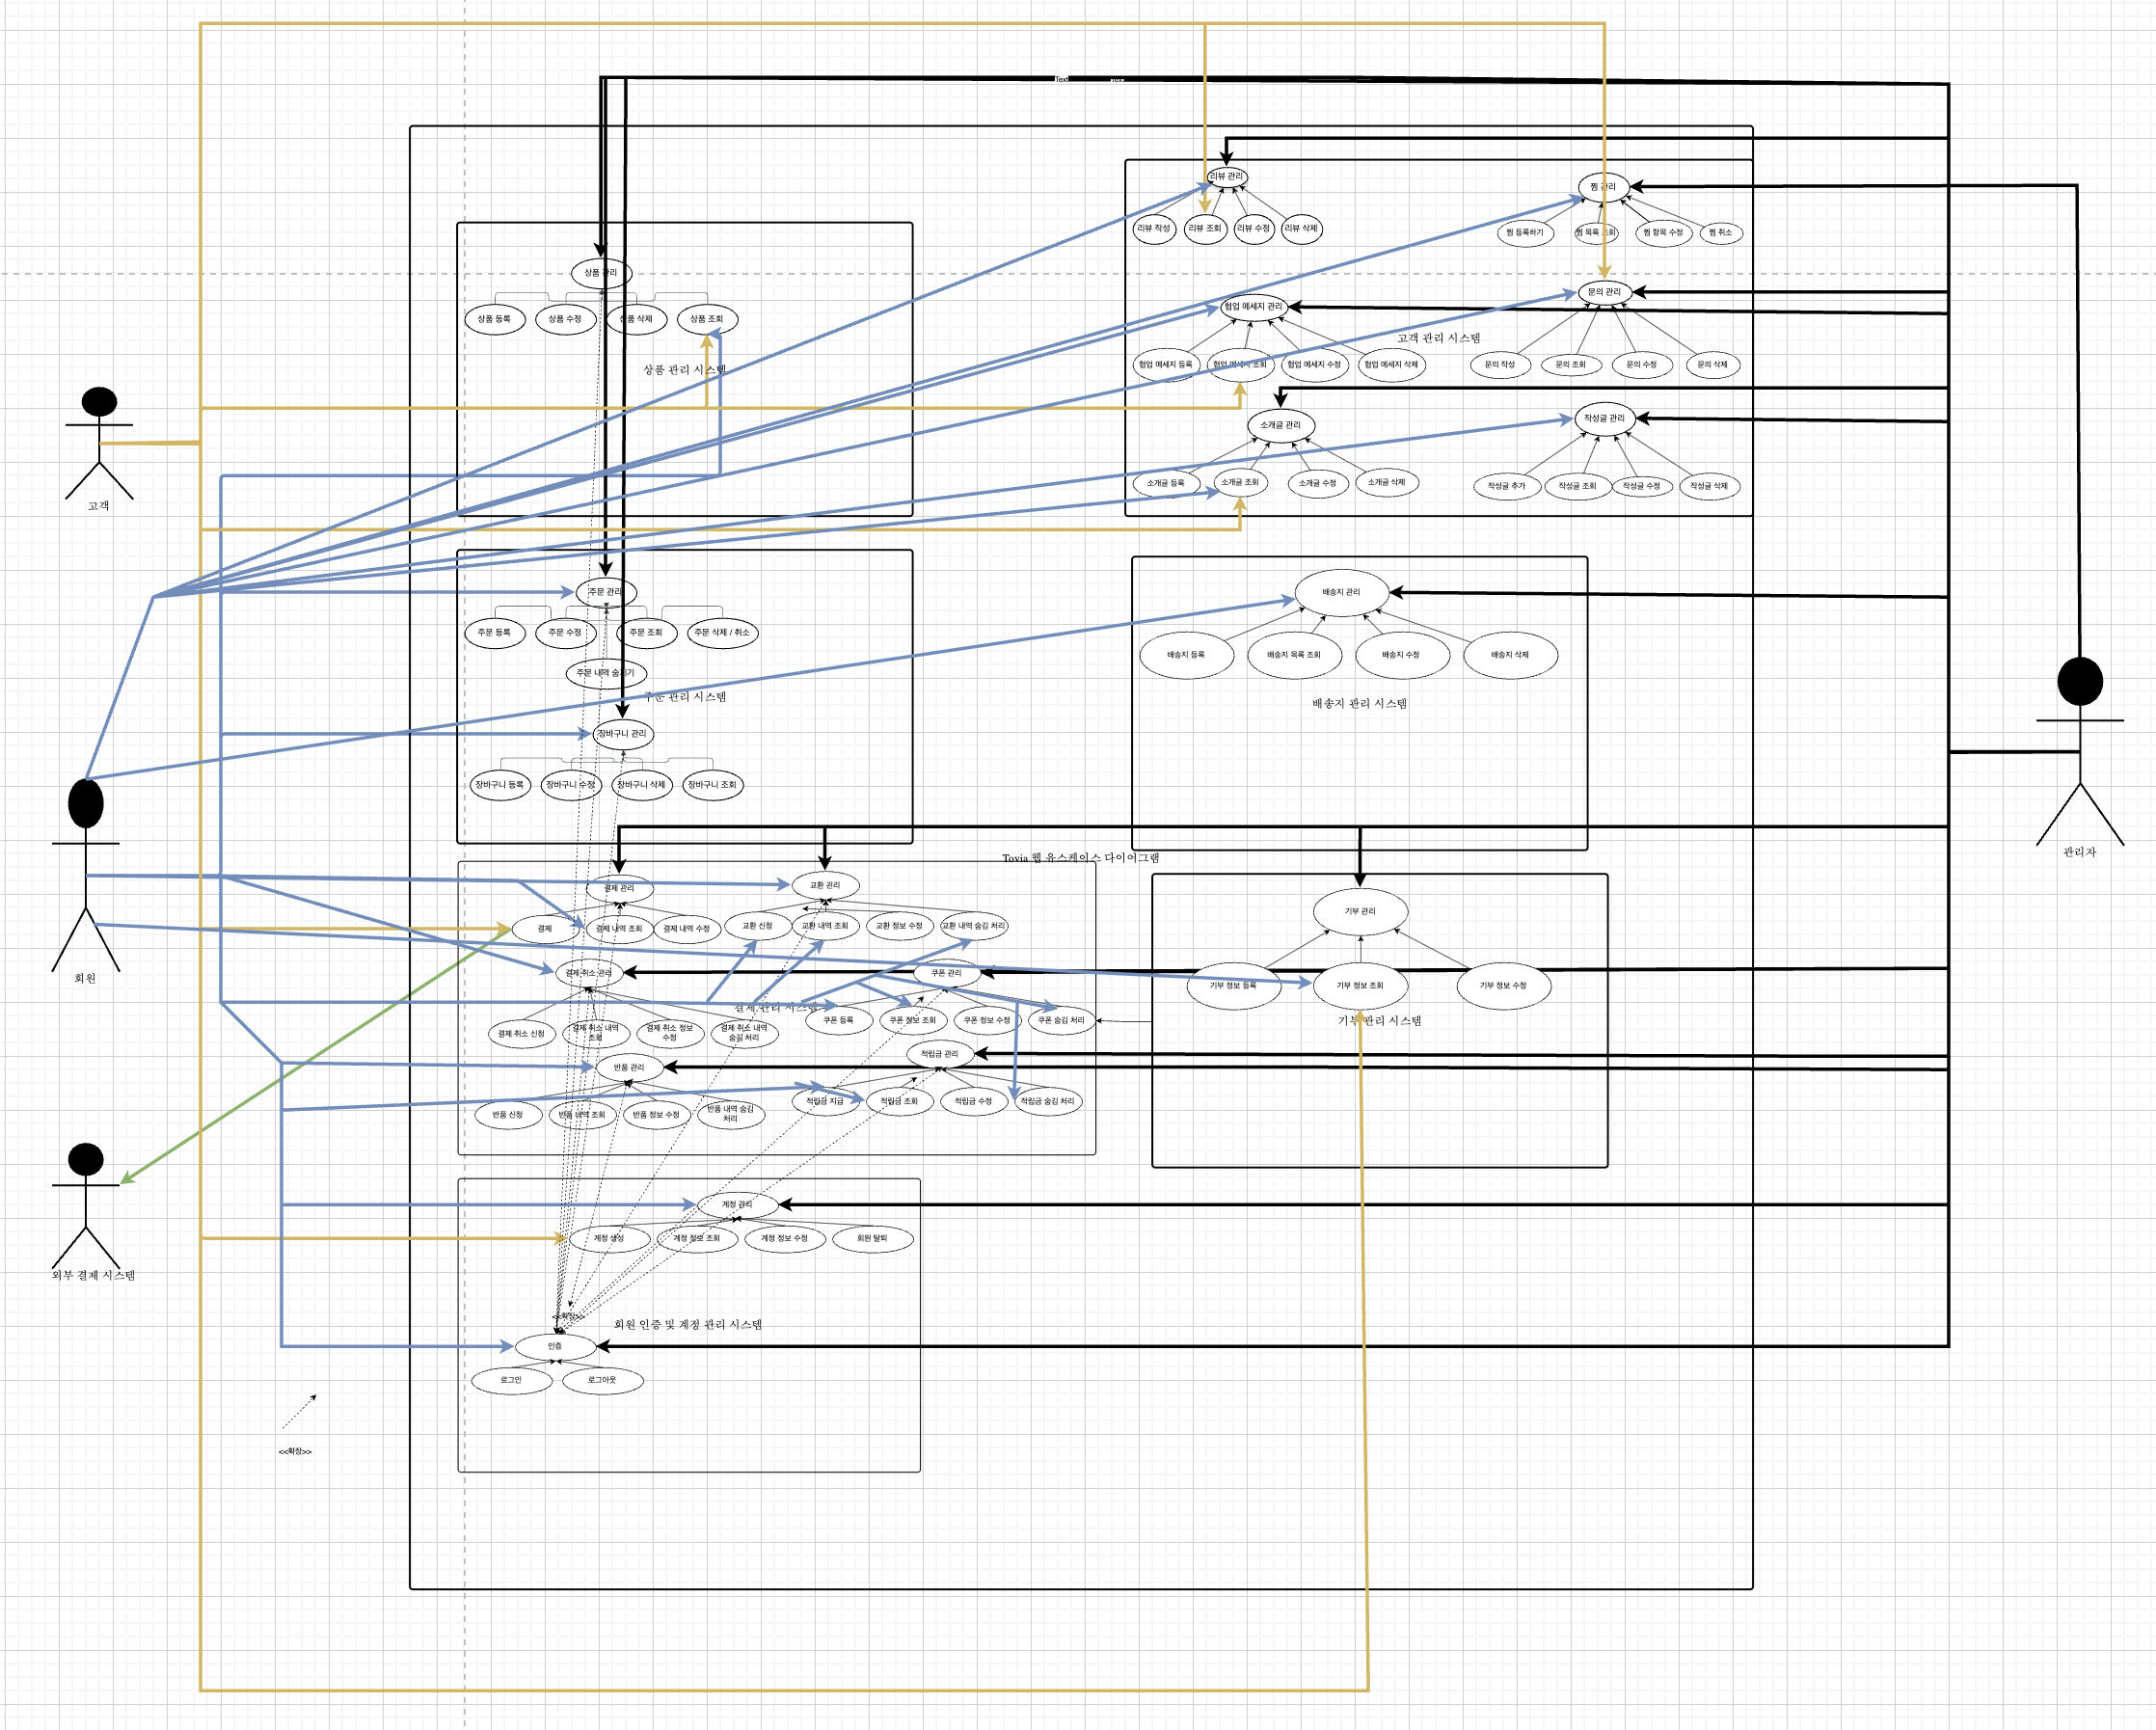 Text
리뷰 관리
찜 관리
리뷰 작성
리뷰 조회
리뷰 수정
리뷰 삭제
찜 등록하기
찜 목록 조회
찜 항목 수정
찜 취소
상품 관리
상품 등록
상품 수정
상품 삭제
상품 조회
상품 관리 시스템
협업 메세지 관리
문의 관리
고객 관리 시스템
협업 메세지 등록
협업 메세지 조회
협업 메세지 수정
협업 메세지 삭제
문의 작성
문의 조회
문의 수정
문의 삭제
소개글 관리
작성글 관리
소개글 등록
소개글 조회
소개글 수정
소개글 삭제
작성글 추가
작성글 조회
작성글 수정
작성글 삭제
고객
주문 관리
주문 등록
주문 수정
주문 조회
주문 삭제 / 취소
주문 내역 숨기기
주문 관리 시스템
장바구니 관리
장바구니 등록
장바구니 수정
장바구니 삭제
장바구니 조회
배송지 관리
배송지 등록
배송지 목록 조회
배송지 수정
배송지 삭제
배송지 관리 시스템
관리자
Tovia 웹 유스케이스 다이어그램
결제 관리
교환 관리
결제
결제 내역 조회
결제 내역 수정
교환 신청
교환 내역 조회
교환 정보 수정
교환 내역 숨김 처리
기부 관리
회원
결제 취소 관리
쿠폰 관리
기부 정보 등록
기부 정보 조회
기부 정보 수정
결제 관리 시스템
쿠폰 등록
쿠폰 정보 조회
쿠폰 정보 수정
쿠폰 숨김 처리
기부 관리 시스템
결제 취소 신청
결제 취소 내역
조회
결제 취소 정보
수정
결제 취소 내역
숨김 처리
반품 관리
적립금 관리
반품 신청
반품 내역 조회
반품 정보 수정
반품 내역 숨김
처리
적립금 지급
적립금 조회
적립금 수정
적립금 숨김 처리
외부 결제 시스템
계정 관리
계정 생성
계정 정보 조회
계정 정보 수정
회원 탈퇴
<<확장>>
회원 인증 및 계정 관리 시스템
인증
로그인
로그아웃
<<확장>>